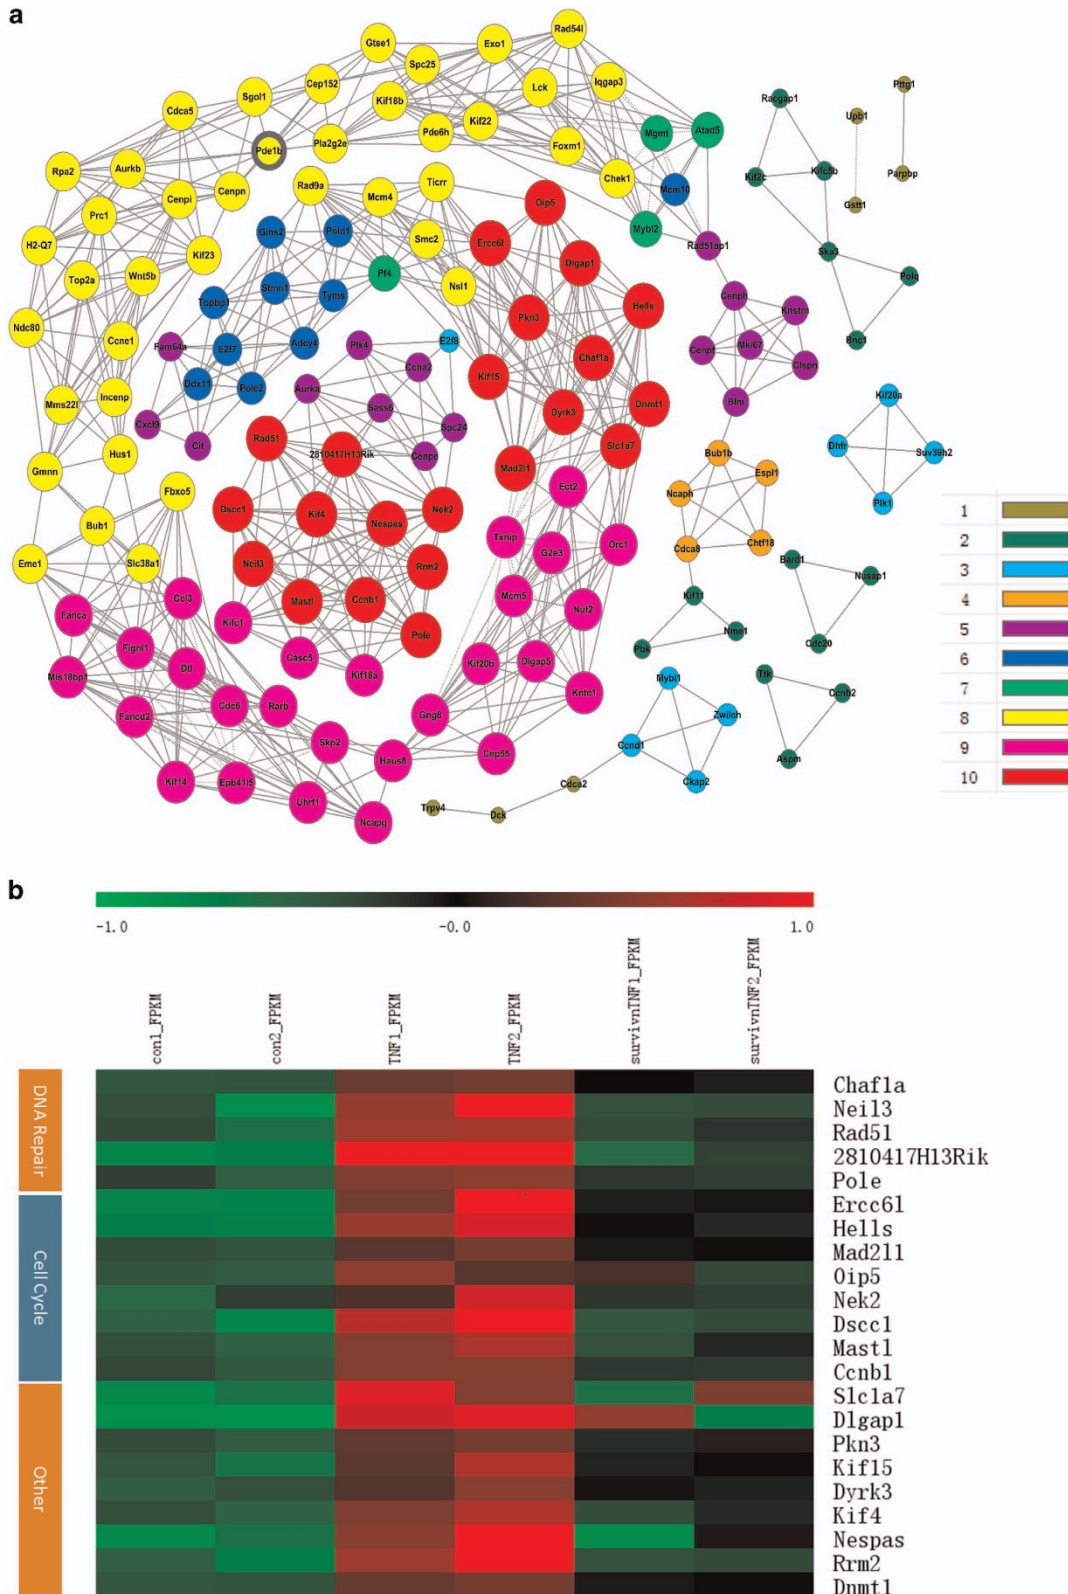 a
Rad54l
Gtse1
Exo1
Spc25
Cep152
Lck
Iqgap3
Sgol1
Kif18b
Cdca5
Kif22
Pde6h
Pla2g2e
Foxm1
Mgmt
Atad5
Pde1b
Rpa2
Aurkb
Cenpi
Cenpn
Rad9a
Mcm4
Ticrr
Chek1
Mcm10
Prc1
H2-Q7
Kif23
Gins2
Pold1
Smc2
Ercc6l
Oip5
Mybl2
Rad51ap1
Top2a
Wnt5b
Stmn1
Pf4
Nsl1
Dlgap1
Topbp1
Tyms
Hells
Ndc80
Ccne1
Fam64a
E2f7
Adcy4
Plk4
E2f8
Pkn3
Chaf1a
Ddx11
Pole2
Ccna2
Aurka
Kif15
Mms22l
Incenp
Cxcl9
Cit
Sass6
Spc24
Cenpe
Dyrk3
Dnmt1
Slc1a7
Mad2l1
Gmnn
Hus1
Rad51
2810417H13Rik
Fbxo5
Dscc1
Kif4
Nespas
Nek2
Ect2
Bub1
Txnip
G2e3
Orc1
Eme1
Slc38a1
Neil3
Rrm2
Ccl3
Mastl
Ccnb1
Mcm5
Nuf2
Fanca
Kifc1
Pole
Fignl1
Casc5
Dtl
Kif18a
Kif20b
Dlgap5
Mis18bp1
Kntc1
Fancd2
Cdc6
Rarb
Gng8
Skp2
Haus8
Cep55
Kif14
Epb41l5
Uhrf1
Ncapg
Racgap1
Kif2c
Kifc5b
Ska3
Polq
Bnc1
Upb1
Gstt1
Pttg1
Parpbp
Cenph
Knstrn
Cenpf
Mki67
Clspn
Blm
Kif20a
Dhfr
Suv39h2
Plk1
Bub1b
Espl1
Ncaph
Cdca8
Chtf18
Bard1
Nusap1
Cdc20
Kif11
Nme1
Pbk
Ttk
Ccnb2
Aspm
Mybl1
Zwilch
Ccnd1
Ckap2
Cdca2
Trpv4
Dck
1
2
3
4
5
6
7
8
9
10
b
-1.0
-0.0
1.0
con1_FPKM
con2_FPKM
TNF1_FPKM
TNF2_FPKM
survivnTNF1_FPKM
survivnTNF2_FPKM
DNA Repair
Cell Cycle
Other
Chaf1a
Neil3
Rad51
2810417H13Rik
Pole
Ercc6l
Hells
Mad2l1
Oip5
Nek2
Dscc1
Mastl
Ccnb1
Slc1a7
Dlgap1
Pkn3
Kif15
Dyrk3
Kif4
Nespas
Rrm2
Dnmt1